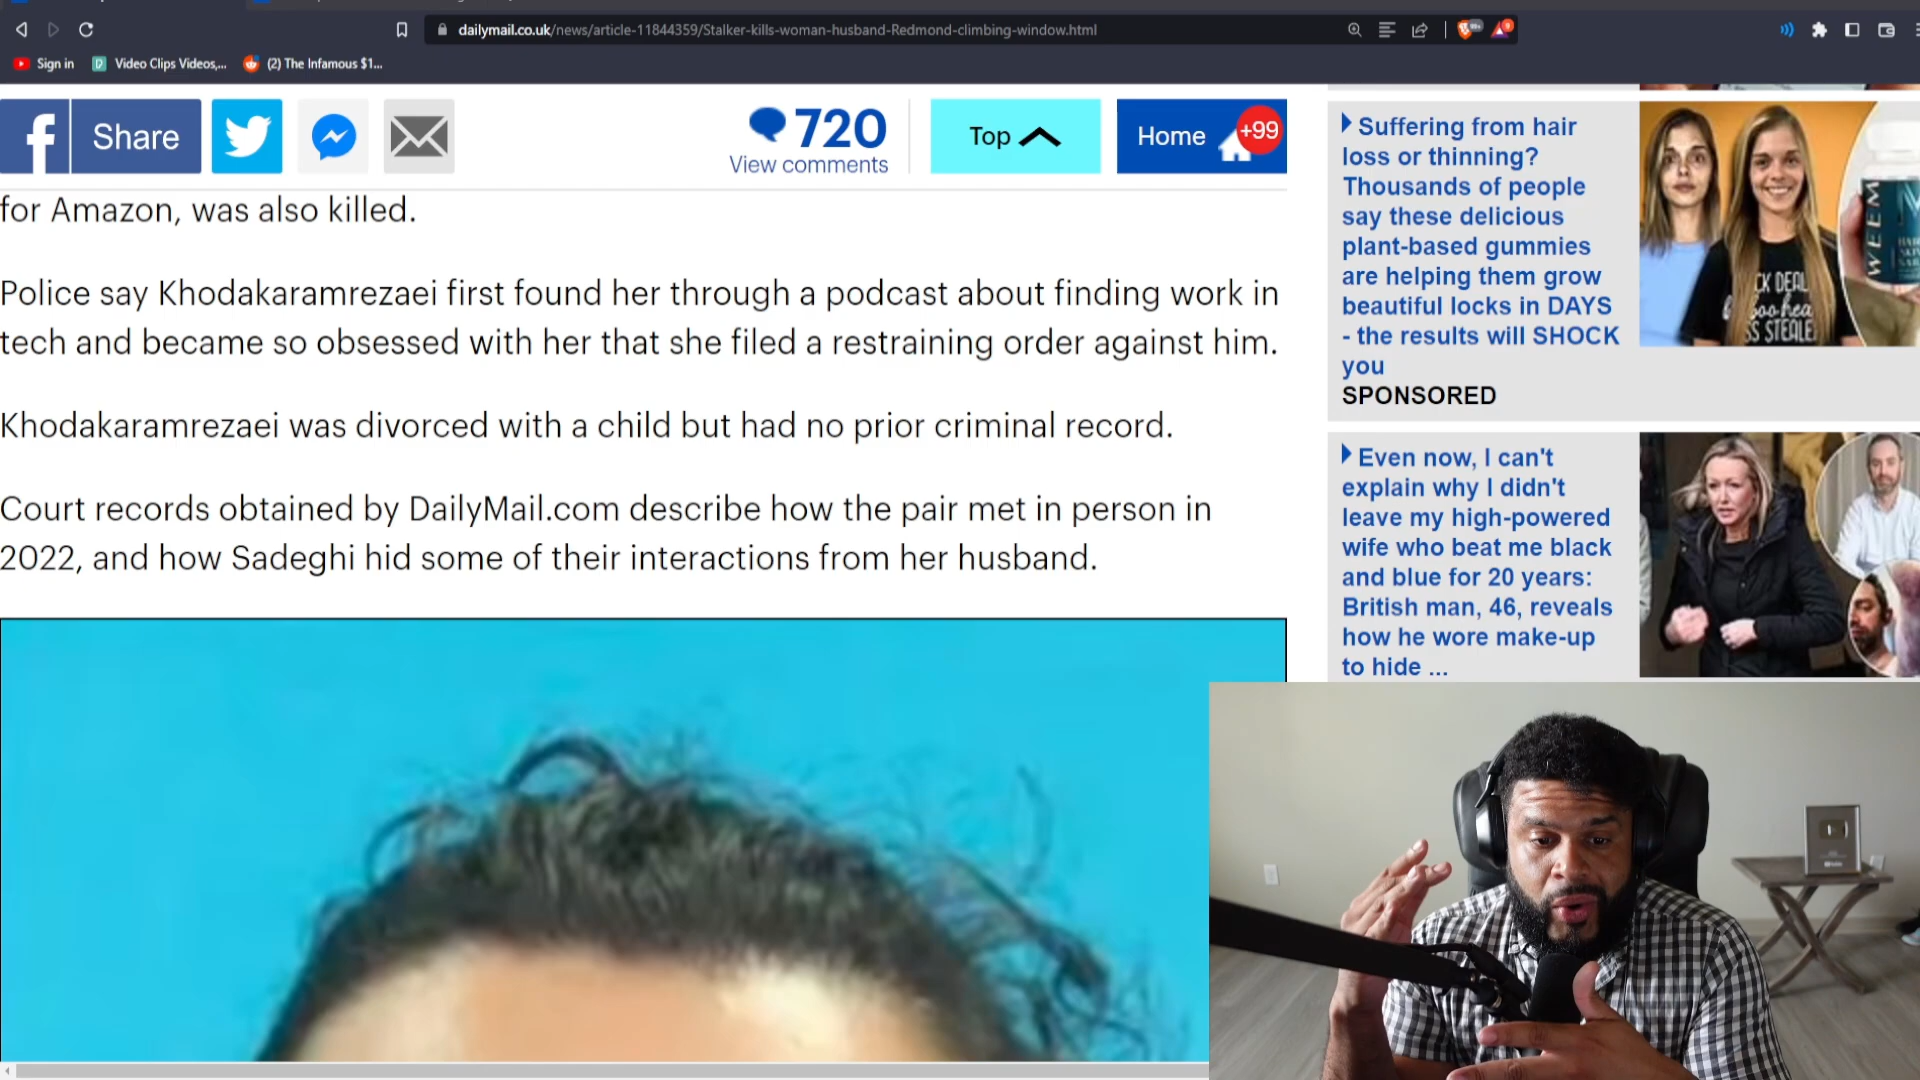 dailymail.co.uk/news/article-11844359/Stalker-kills-woman-husband-Redmond-climbing-window.html
Sign in
Video Clips Videos,...
(2) The Infamous $1...
f Share
720
View comments
Top
Home
+99
for Amazon, was also killed.
Police say Khodakaramrezaei first found her through a podcast about finding work in
tech and became so obsessed with her that she filed a restraining order against him.
Khodakaramrezaei was divorced with a child but had no prior criminal record.
Court records obtained by DailyMail.com describe how the pair met in person in
2022, and how Sadeghi hid some of their interactions from her husband.
Suffering from hair
loss or thinning?
Thousands of people
say these delicious
plant-based gummies
are helping them grow
beautiful locks in DAYS
- the results will SHOCK
you
SPONSORED
Even now, I can't
explain why I didn't
leave my high-powered
wife who beat me black
and blue for 20 years:
British man, 46, reveals
how he wore make-up
to hide ...